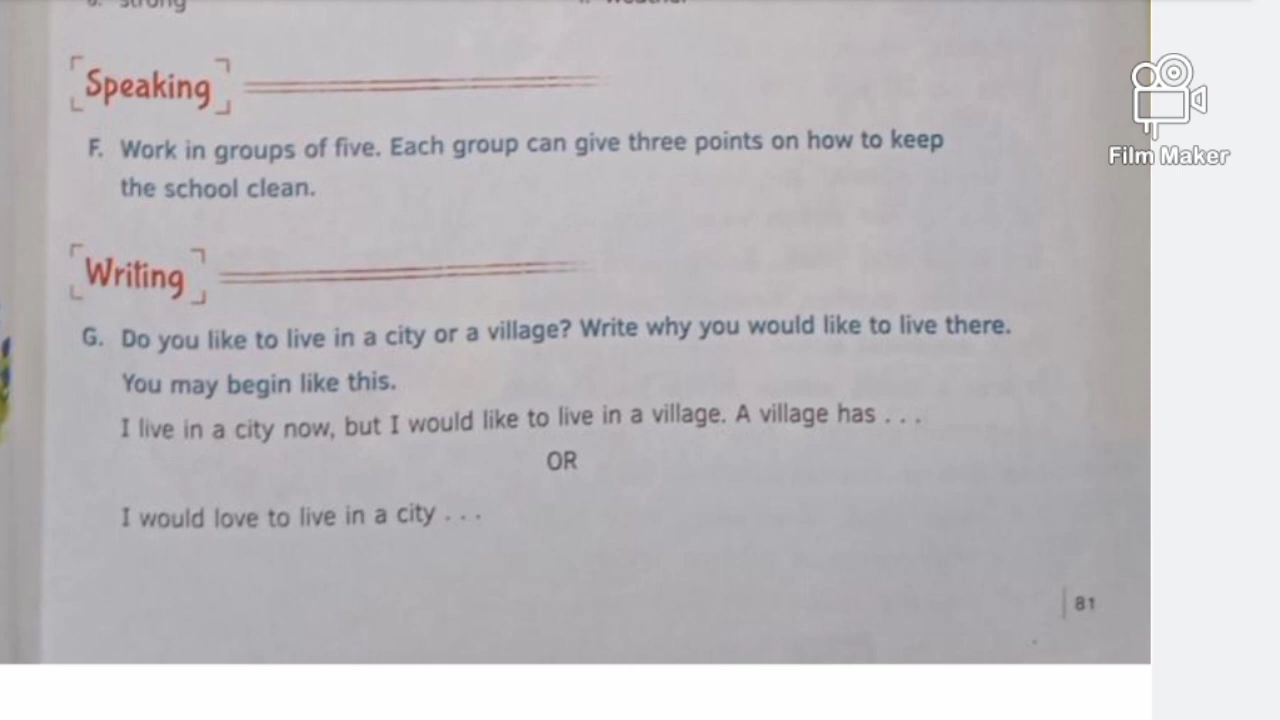 strong
Speaking
F. Work in groups of five. Each group can give three points on how to keep
the school clean.
Writing
G. Do you like to live in a city or a village? Write why you would like to live there.
You may begin like this.
I live in a city now, but I would like to live in a village. A village has . . .
OR
I would love to live in a city . . .
81
Film Maker